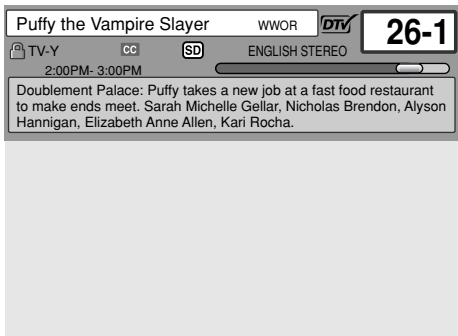 Puffy the Vampire Slayer WWOR DTV 26-1
TV-Y CC SD ENGLISH STEREO
2:00PM- 3:00PM
Doublement Palace: Puffy takes a new job at a fast food restaurant
to make ends meet. Sarah Michelle Gellar, Nicholas Brendon, Alyson
Hannigan, Elizabeth Anne Allen, Kari Rocha.